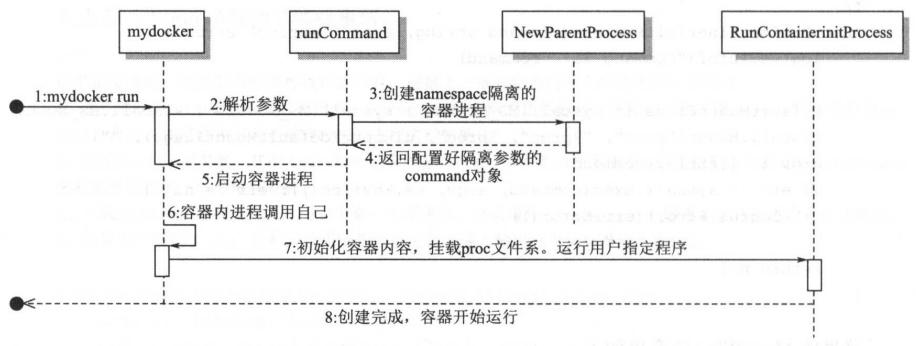 mydocker
runCommand
NewParentProcess
RunContainerinitProcess
1:mydocker run
2:解析参数
3:创建namespace隔离的
容器进程
4:返回配置好隔离参数的
command对象
5:启动容器进程
6:容器内进程调用自己
7:初始化容器内容，挂载proc文件系。运行用户指定程序
8:创建完成，容器开始运行